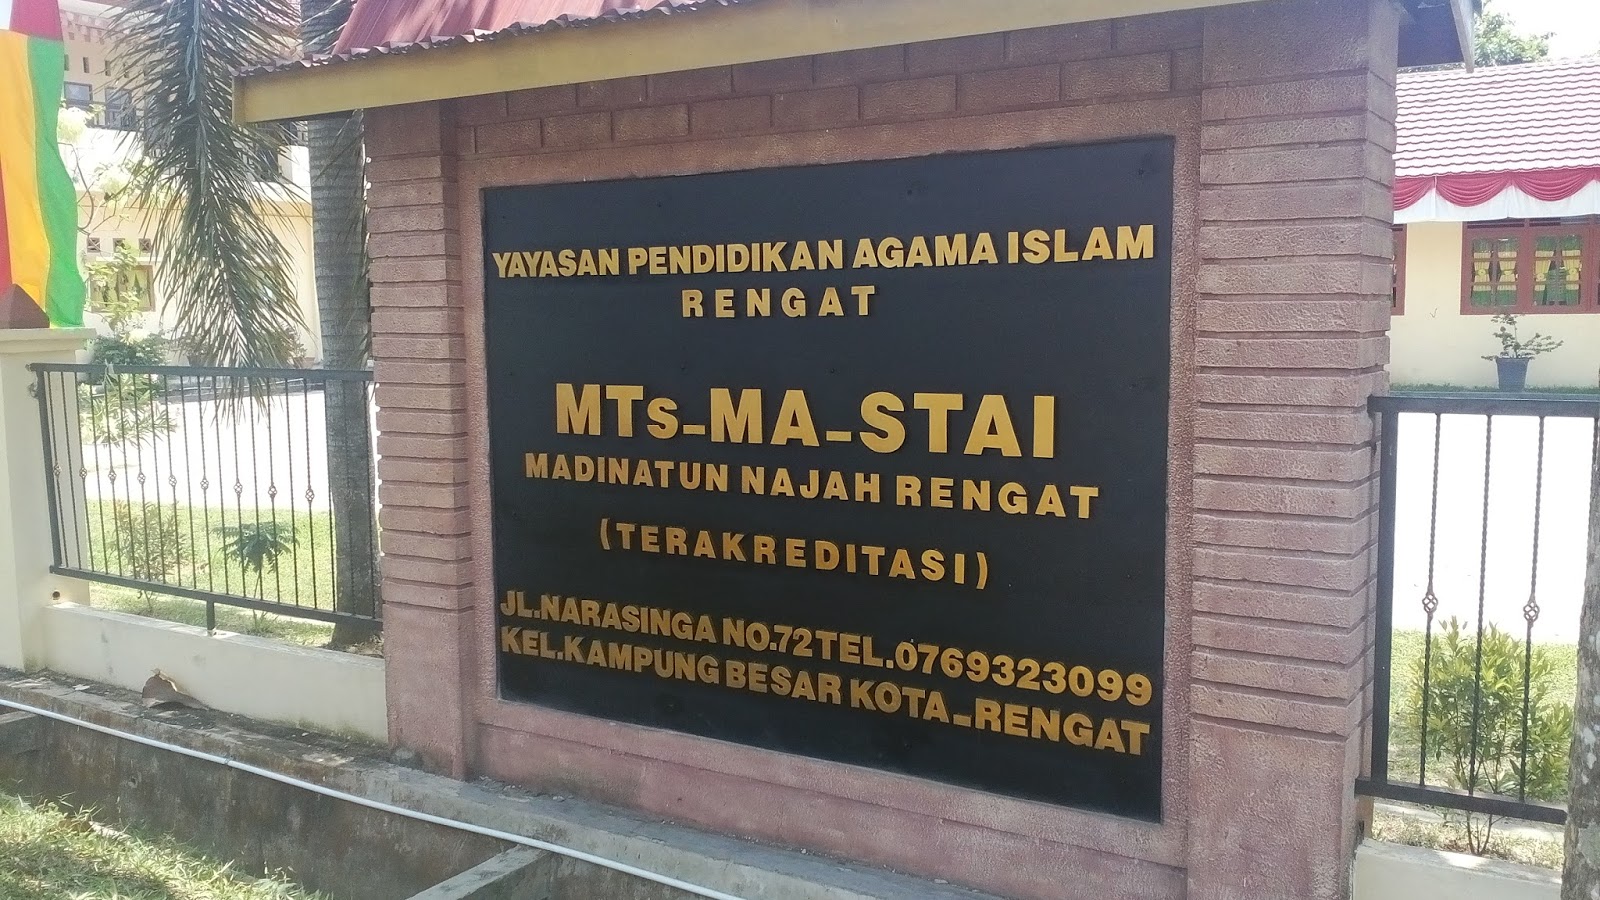 YAYASAN PENDIDIKAN AGAMA ISLAM
RENGAT
MTs-MA-STAI
MADINATUN NAJAH RENGAT
(TERAKREDITASI)
JL.NARASINGA NO.72 TEL.0769323099
KEL.KAMPUNG BESAR KOTA-RENGAT